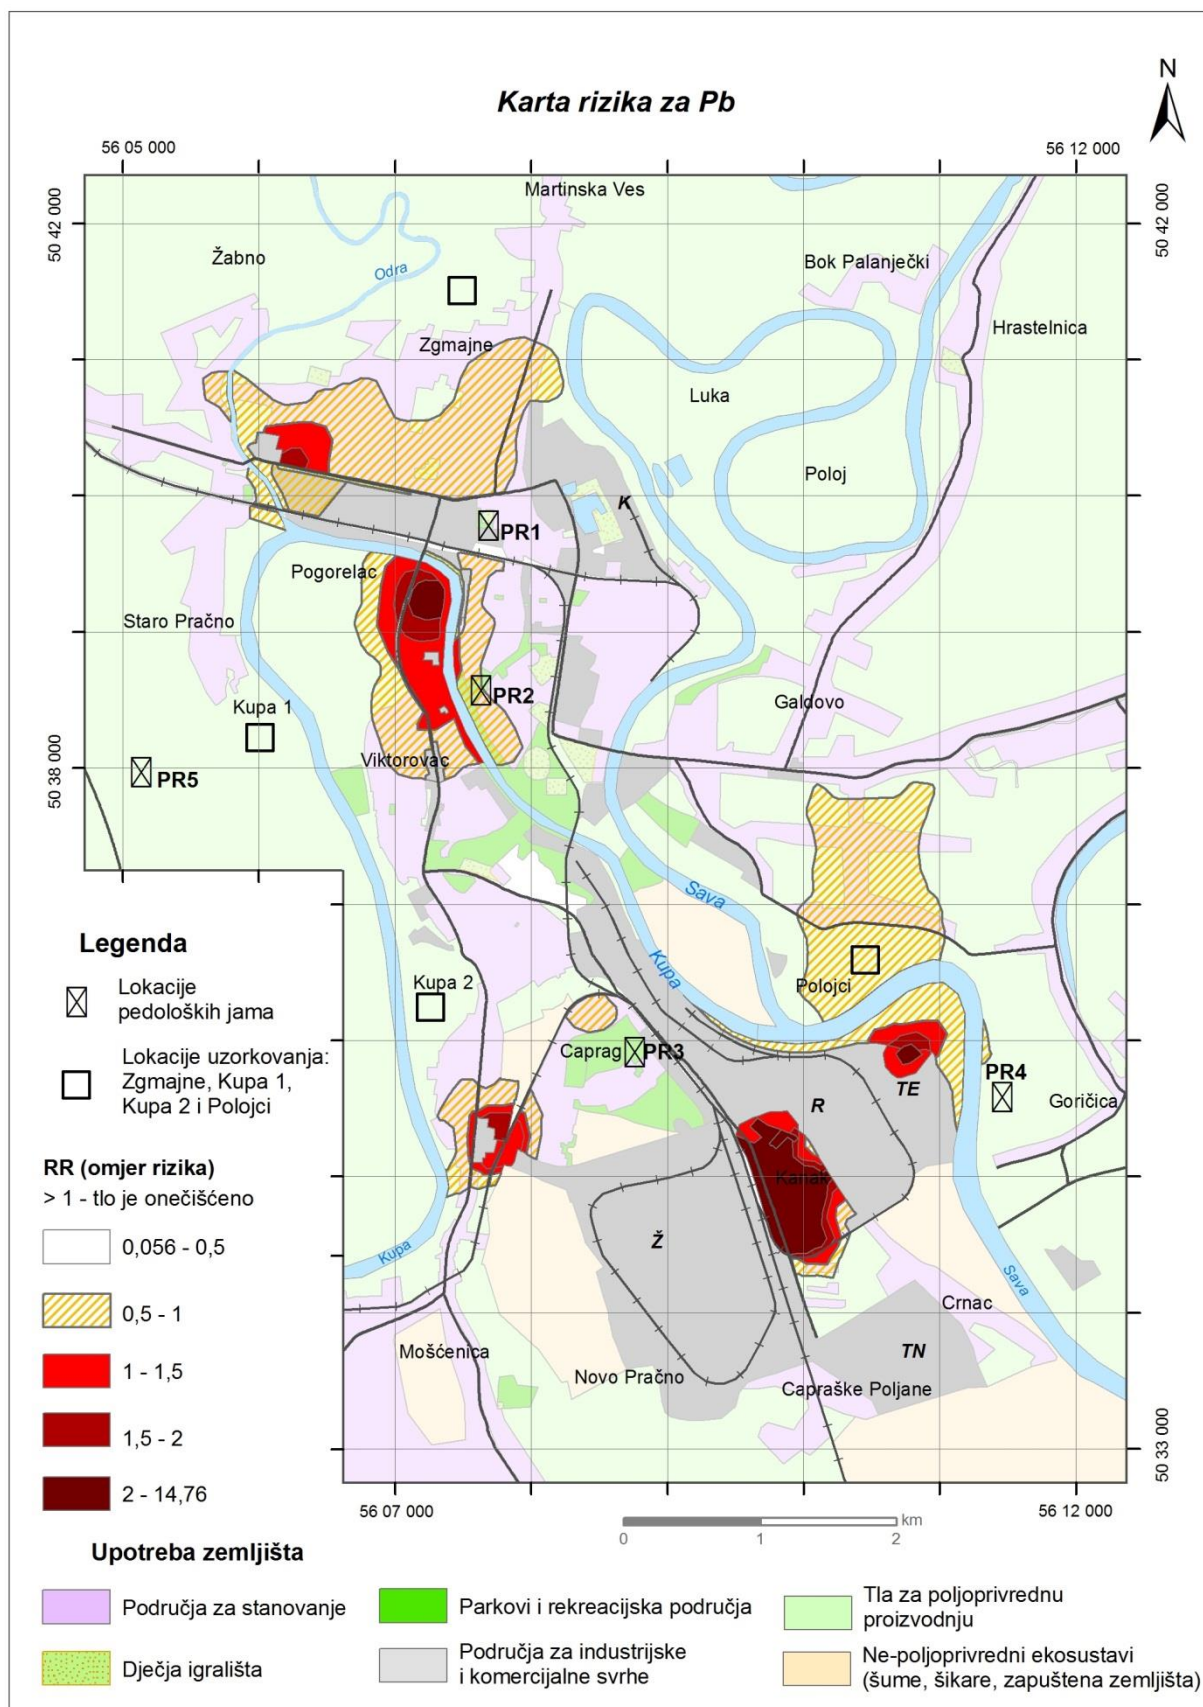 N
Karta rizika za Pb
56 05 000
56 12 000
50 42 000
50 42 000
Martinska Ves
Žabno
Odra
Bok Palanječki
Zgmajne
Hrastelnica
Luka
Poloj
K
PR1
Pogorelac
Staro Pračno
PR2
Kupa 1
Galdovo
Viktorovac
50 38 000
50 38 000
PR5
Sava
Kupa
Legenda
Lokacije
pedoloških jama
Kupa 2
Polojci
Caprag
PR3
PR4
TE
Goričica
R
Lokacije uzorkovanja:
Zgmajne, Kupa 1,
Kupa 2 i Polojci
Kanak
RR (omjer rizika)
> 1 - tlo je onečišćeno
Ž
Kupa
Sava
0,056 - 0,5
0,5 - 1
Crnac
Mošćenica
TN
Novo Pračno
Capraške Poljane
1 - 1,5
1,5 - 2
50 33 000
2 - 14,76
56 07 000
56 12 000
km
0 1 2
Upotreba zemljišta
Područja za stanovanje
Parkovi i rekreacijska područja
Tla za poljoprivrednu
proizvodnju
Dječja igrališta
Područja za industrijske
i komercijalne svrhe
Ne-poljoprivredni ekosustavi
(šume, šikare, zapuštena zemljišta)